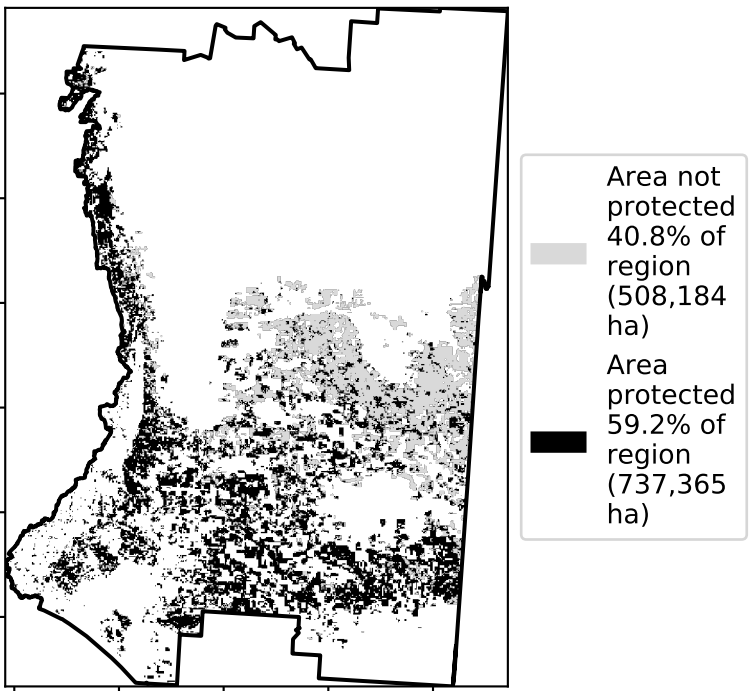 Area not
protected
40.8% of
region
(508,184
ha)
Area
protected
59.2% of
region
(737,365
ha)